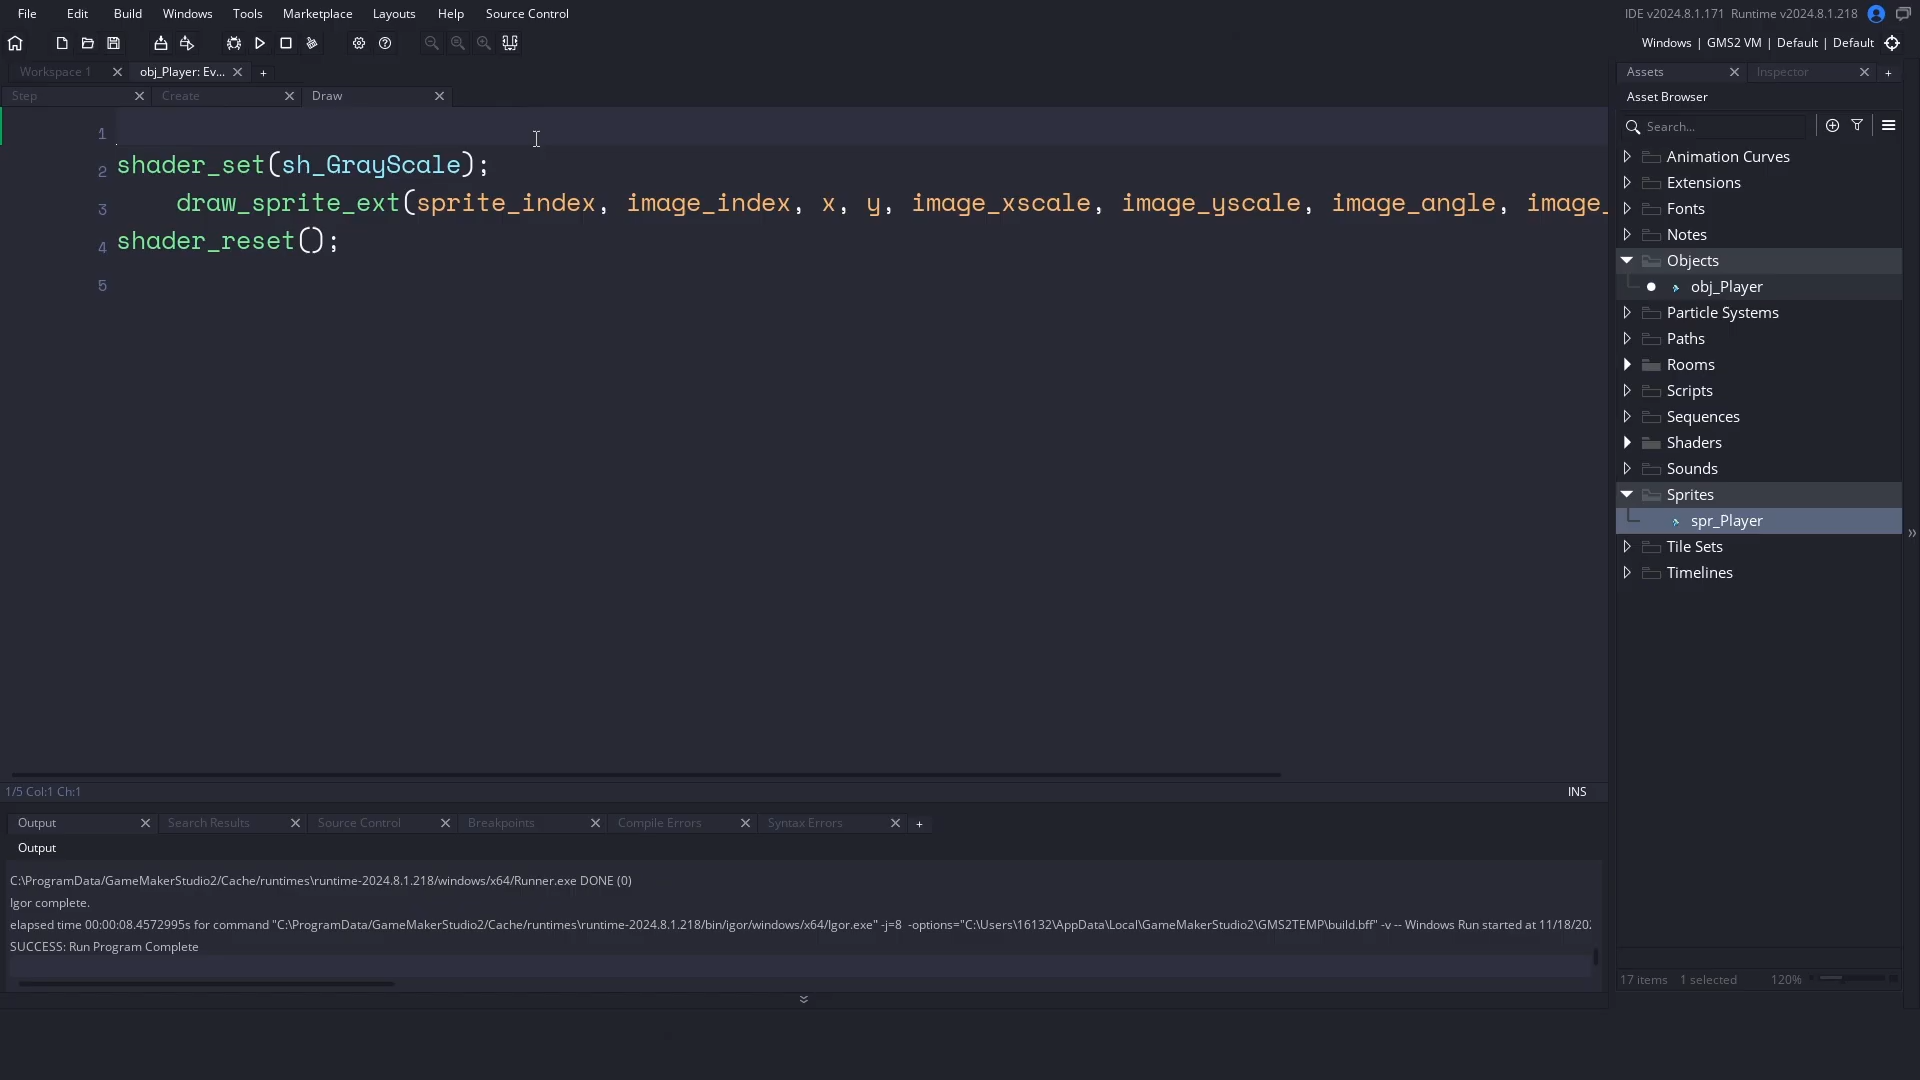 File Edit Build Windows Tools Marketplace Layouts Help Source Control IDE v2024.8.1.171 Runtime v2024.8.1.218
Windows | GMS2 VM | Default | Default
Workspace 1 obj_Player: Ev... +
Assets Inspector +
Step Create Draw
Asset Browser
Search...
1
2 shader_set(sh_GrayScale);
3 draw_sprite_ext(sprite_index, image_index, x, y, image_xscale, image_yscale, image_angle, image_
4 shader_reset();
5
Animation Curves
Extensions
Fonts
Notes
Objects
obj_Player
Particle Systems
Paths
Rooms
Scripts
Sequences
Shaders
Sounds
Sprites
spr_Player
Tile Sets
Timelines
1/5 Col:1 Ch:1 INS
Output Search Results Source Control Breakpoints Compile Errors Syntax Errors +
Output
C:\ProgramData/GameMakerStudio2/Cache/runtimes\runtime-2024.8.1.218/windows/x64/Runner.exe DONE (0)
Igor complete.
elapsed time 00:00:08.4572995s for command "C:\ProgramData/GameMakerStudio2/Cache/runtimes\runtime-2024.8.1.218/bin/igor/windows/x64/Igor.exe" -j=8 -options="C:\Users\16132\AppData\Local\GameMakerStudio2\GMS2TEMP\build.bff" -v -- Windows Run started at 11/18/202
SUCCESS: Run Program Complete
17 items 1 selected 120%